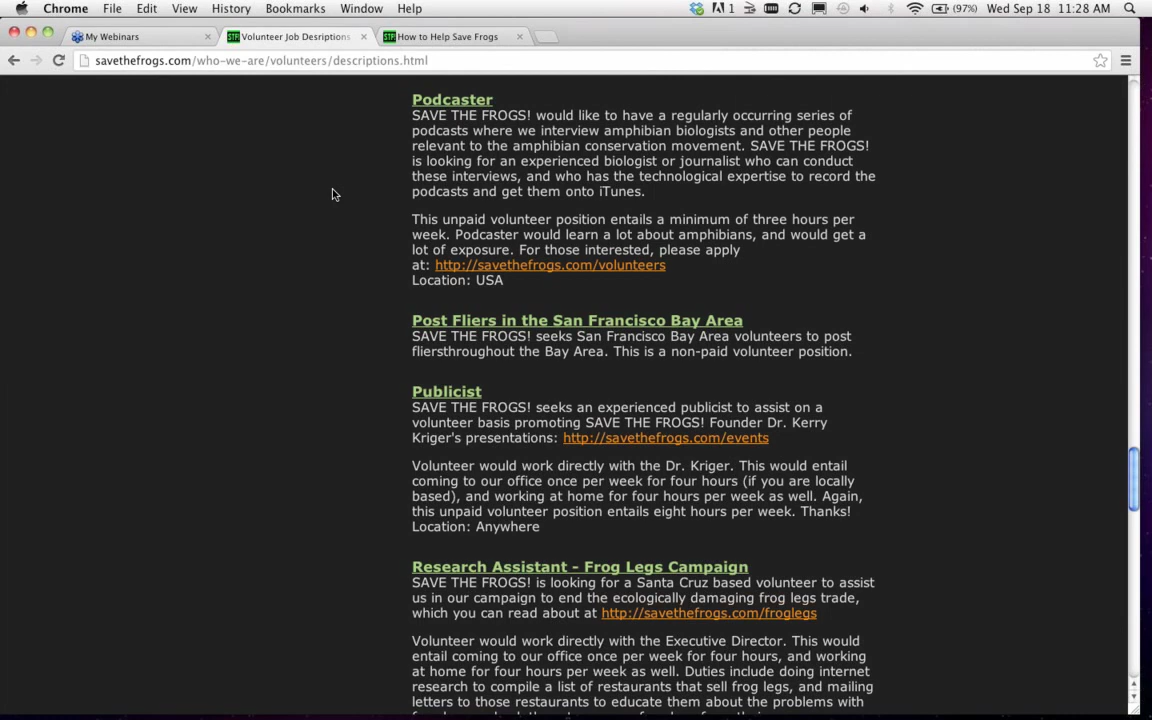 Chrome File Edit View History Bookmarks Window Help 1 (97%) Wed Sep 18 11:28 AM
My Webinars Volunteer Job Desriptions How to Help Save Frogs
savethefrogs.com/who-we-are/volunteers/descriptions.html
Podcaster
SAVE THE FROGS! would like to have a regularly occurring series of
podcasts where we interview amphibian biologists and other people
relevant to the amphibian conservation movement. SAVE THE FROGS!
is looking for an experienced biologist or journalist who can conduct
these interviews, and who has the technological expertise to record the
podcasts and get them onto iTunes.
This unpaid volunteer position entails a minimum of three hours per
week. Podcaster would learn a lot about amphibians, and would get a
lot of exposure. For those interested, please apply
at: http://savethefrogs.com/volunteers
Location: USA
Post Fliers in the San Francisco Bay Area
SAVE THE FROGS! seeks San Francisco Bay Area volunteers to post
fliersthroughout the Bay Area. This is a non-paid volunteer position.
Publicist
SAVE THE FROGS! seeks an experienced publicist to assist on a
volunteer basis promoting SAVE THE FROGS! Founder Dr. Kerry
Kriger's presentations: http://savethefrogs.com/events
Volunteer would work directly with the Dr. Kriger. This would entail
coming to our office once per week for four hours (if you are locally
based), and working at home for four hours per week as well. Again,
this unpaid volunteer position entails eight hours per week. Thanks!
Location: Anywhere
Research Assistant - Frog Legs Campaign
SAVE THE FROGS! is looking for a Santa Cruz based volunteer to assist
us in our campaign to end the ecologically damaging frog legs trade,
which you can read about at http://savethefrogs.com/froglegs
Volunteer would work directly with the Executive Director. This would
entail coming to our office once per week for four hours, and working
at home for four hours per week as well. Duties include doing internet
research to compile a list of restaurants that sell frog legs, and mailing
letters to those restaurants to educate them about the problems with